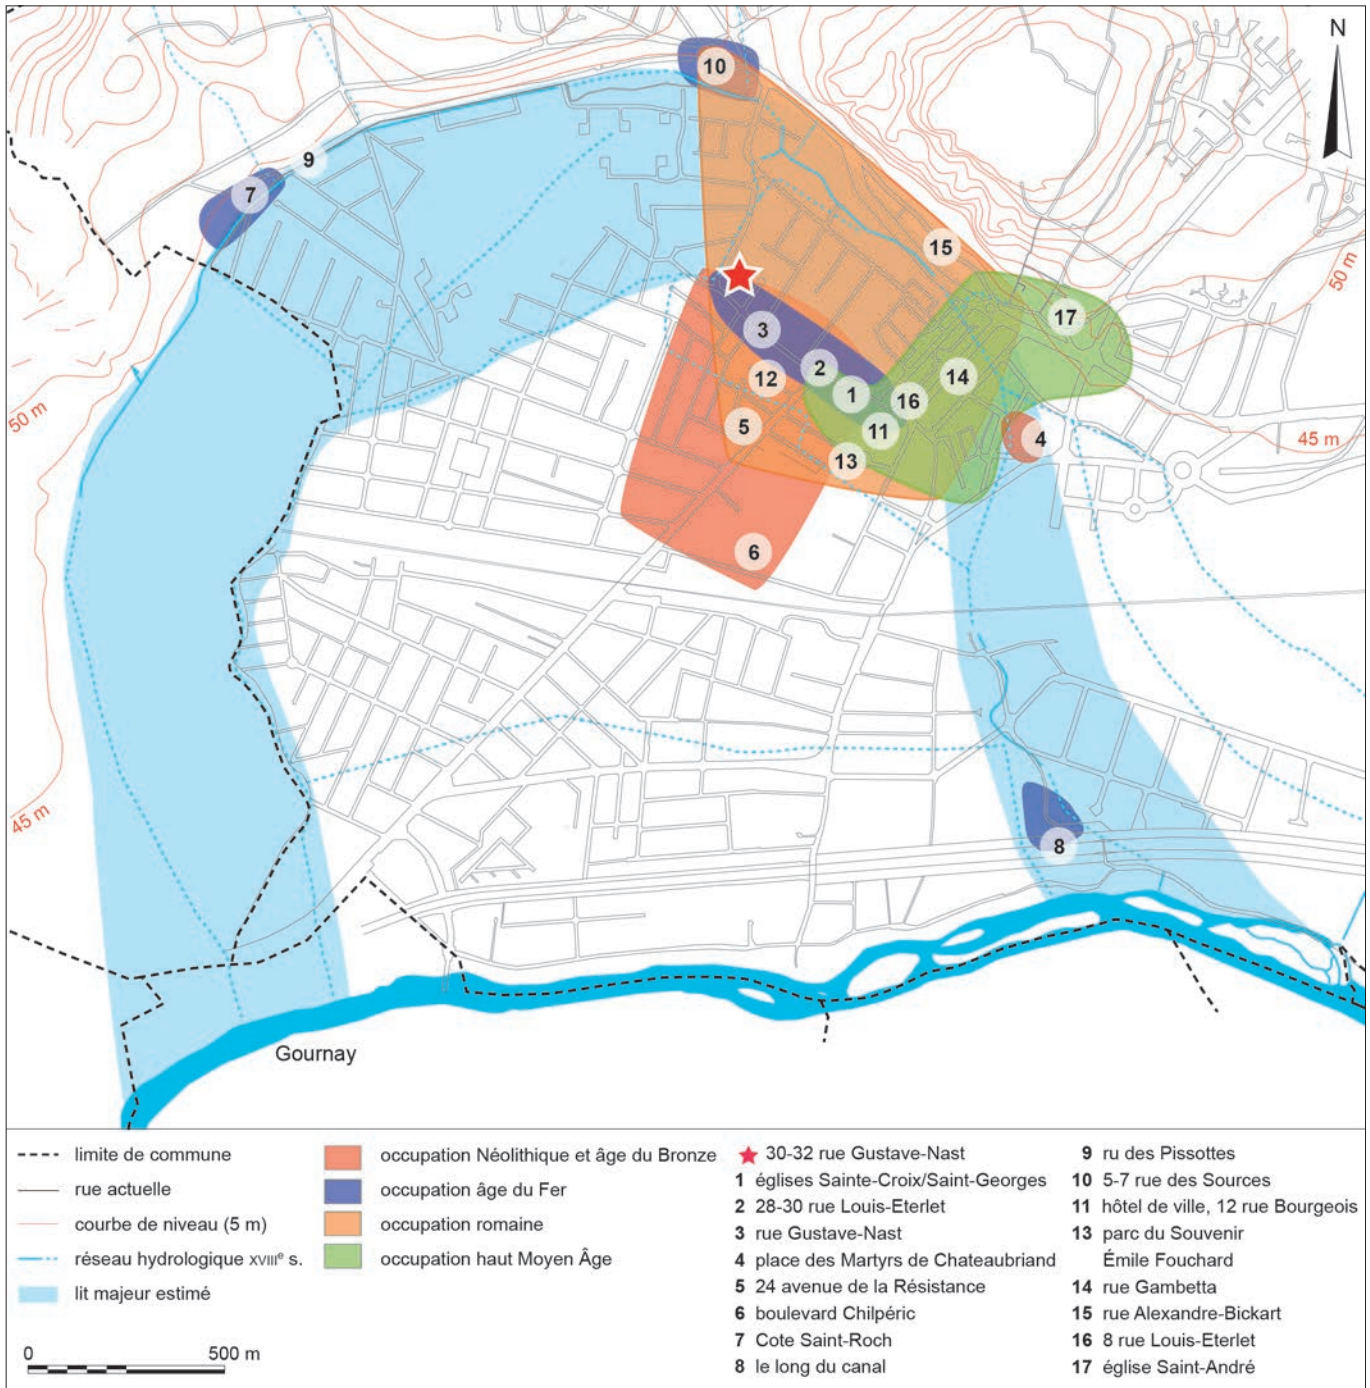 N
10
9
7
15
50 m
17
3
2
12
1
16
14
50 m
5
11
4
45 m
13
6
8
45 m
Gournay
limite de commune
rue actuelle
courbe de niveau (5 m)
réseau hydrologique XVIIIe s.
lit majeur estimé
0 500 m
occupation Néolithique et âge du Bronze
occupation âge du Fer
occupation romaine
occupation haut Moyen Âge
30-32 rue Gustave-Nast
1 églises Sainte-Croix/Saint-Georges
2 28-30 rue Louis-Eterlet
3 rue Gustave-Nast
4 place des Martyrs de Chateaubriand
5 24 avenue de la Résistance
6 boulevard Chilpéric
7 Cote Saint-Roch
8 le long du canal
9 ru des Pissottes
10 5-7 rue des Sources
11 hôtel de ville, 12 rue Bourgeois
13 parc du Souvenir
Émile Fouchard
14 rue Gambetta
15 rue Alexandre-Bickart
16 8 rue Louis-Eterlet
17 église Saint-André